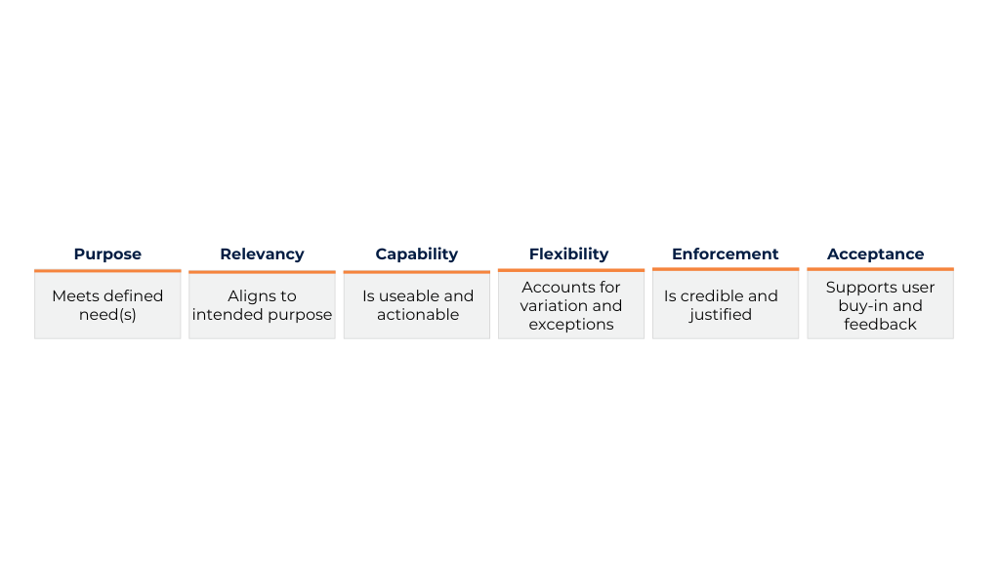 Purpose
Meets defined
need(s)
Relevancy
Aligns to
intended purpose
Capability
Is useable and
actionable
Flexibility
Accounts for
variation and
exceptions
Enforcement
Is credible and
justified
Acceptance
Supports user
buy-in and
feedback